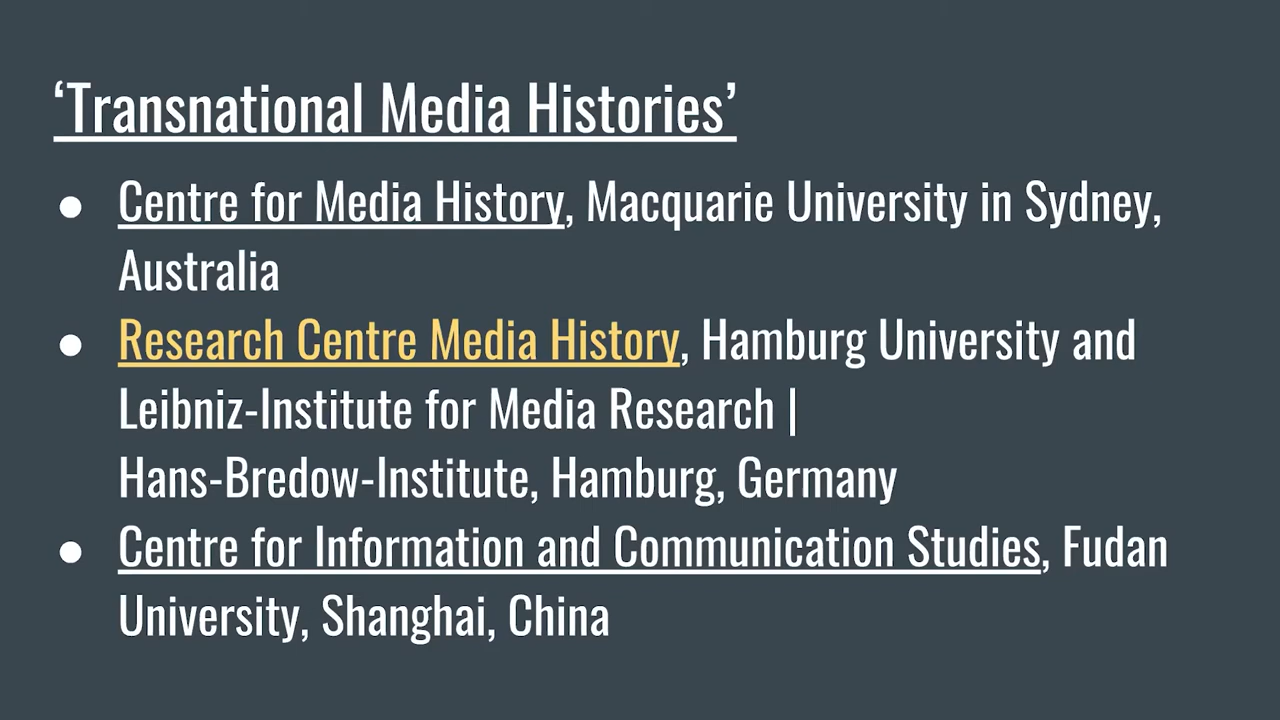 ‘Transnational Media Histories’
● Centre for Media History, Macquarie University in Sydney,
Australia
● Research Centre Media History, Hamburg University and
Leibniz-Institute for Media Research |
Hans-Bredow-Institute, Hamburg, Germany
● Centre for Information and Communication Studies, Fudan
University, Shanghai, China